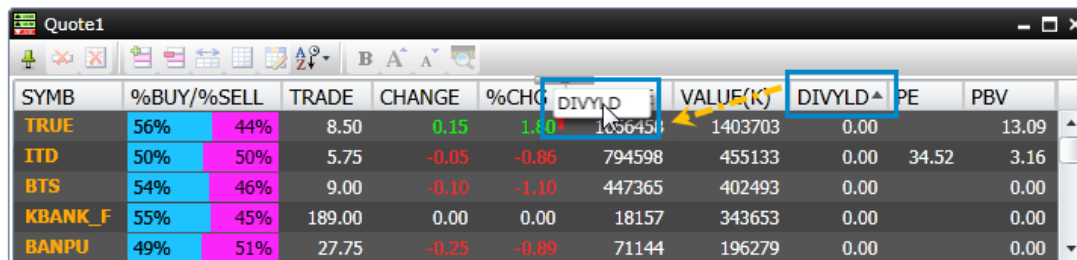 Quote1
B A A
SYMB %BUY/%SELL TRADE CHANGE %CHG DIVYLD E VALUE(K) DIVYLD PE PBV
TRUE 56% 44% 8.50 0.15 1.80 1656458 1403703 0.00 13.09
ITD 50% 50% 5.75 -0.05 -0.86 794598 455133 0.00 34.52 3.16
BTS 54% 46% 9.00 -0.10 -1.10 447365 402493 0.00 0.00
KBANK_F 55% 45% 189.00 0.00 0.00 18157 343653 0.00 0.00
BANPU 49% 51% 27.75 -0.25 -0.89 71144 196279 0.00 0.00